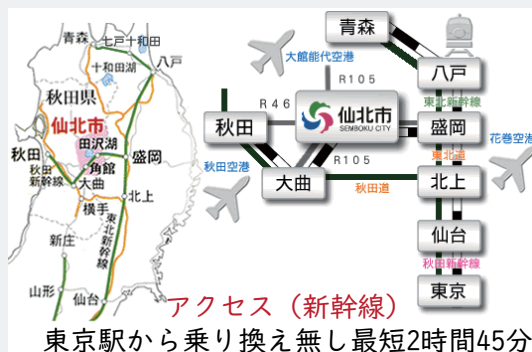 青森
七戸十和田
八戸
十和田湖
秋田県
仙北市
田沢湖
秋田
盛岡
角館
秋田
新幹線
大曲
横手
北上
東北新幹線
新庄
山形
仙台
青森
大館能代空港
R105
八戸
東北新幹線
R46
仙北市
SEMBOKU CITY
秋田
盛岡
花巻空港
東北道
秋田空港
R105
大曲
秋田道
北上
仙台
秋田新幹線
東京
アクセス（新幹線）
東京駅から乗り換え無し最短2時間45分